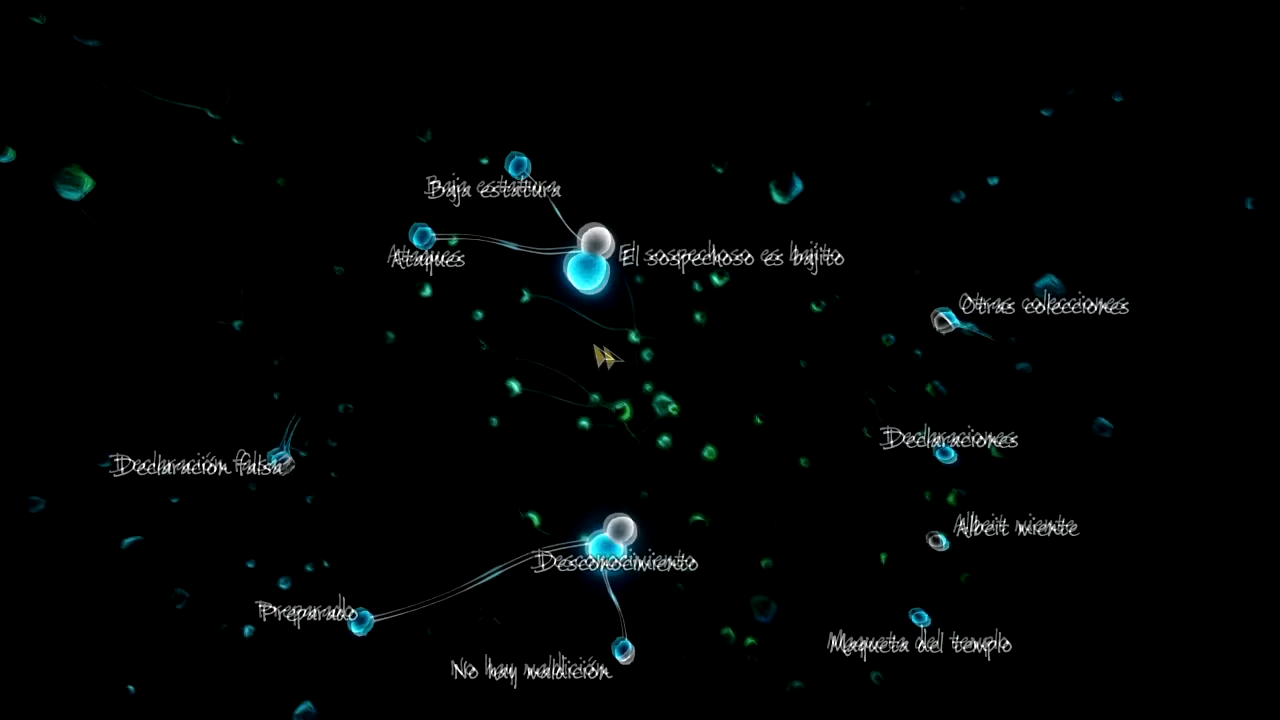 Baja estatura
Ataques
El sospechoso es bajito
Otras colecciones
Declaraciones
Declaración falsa
Albeit miente
Desconocimiento
Preparado
Maqueta del templo
No hay maldición